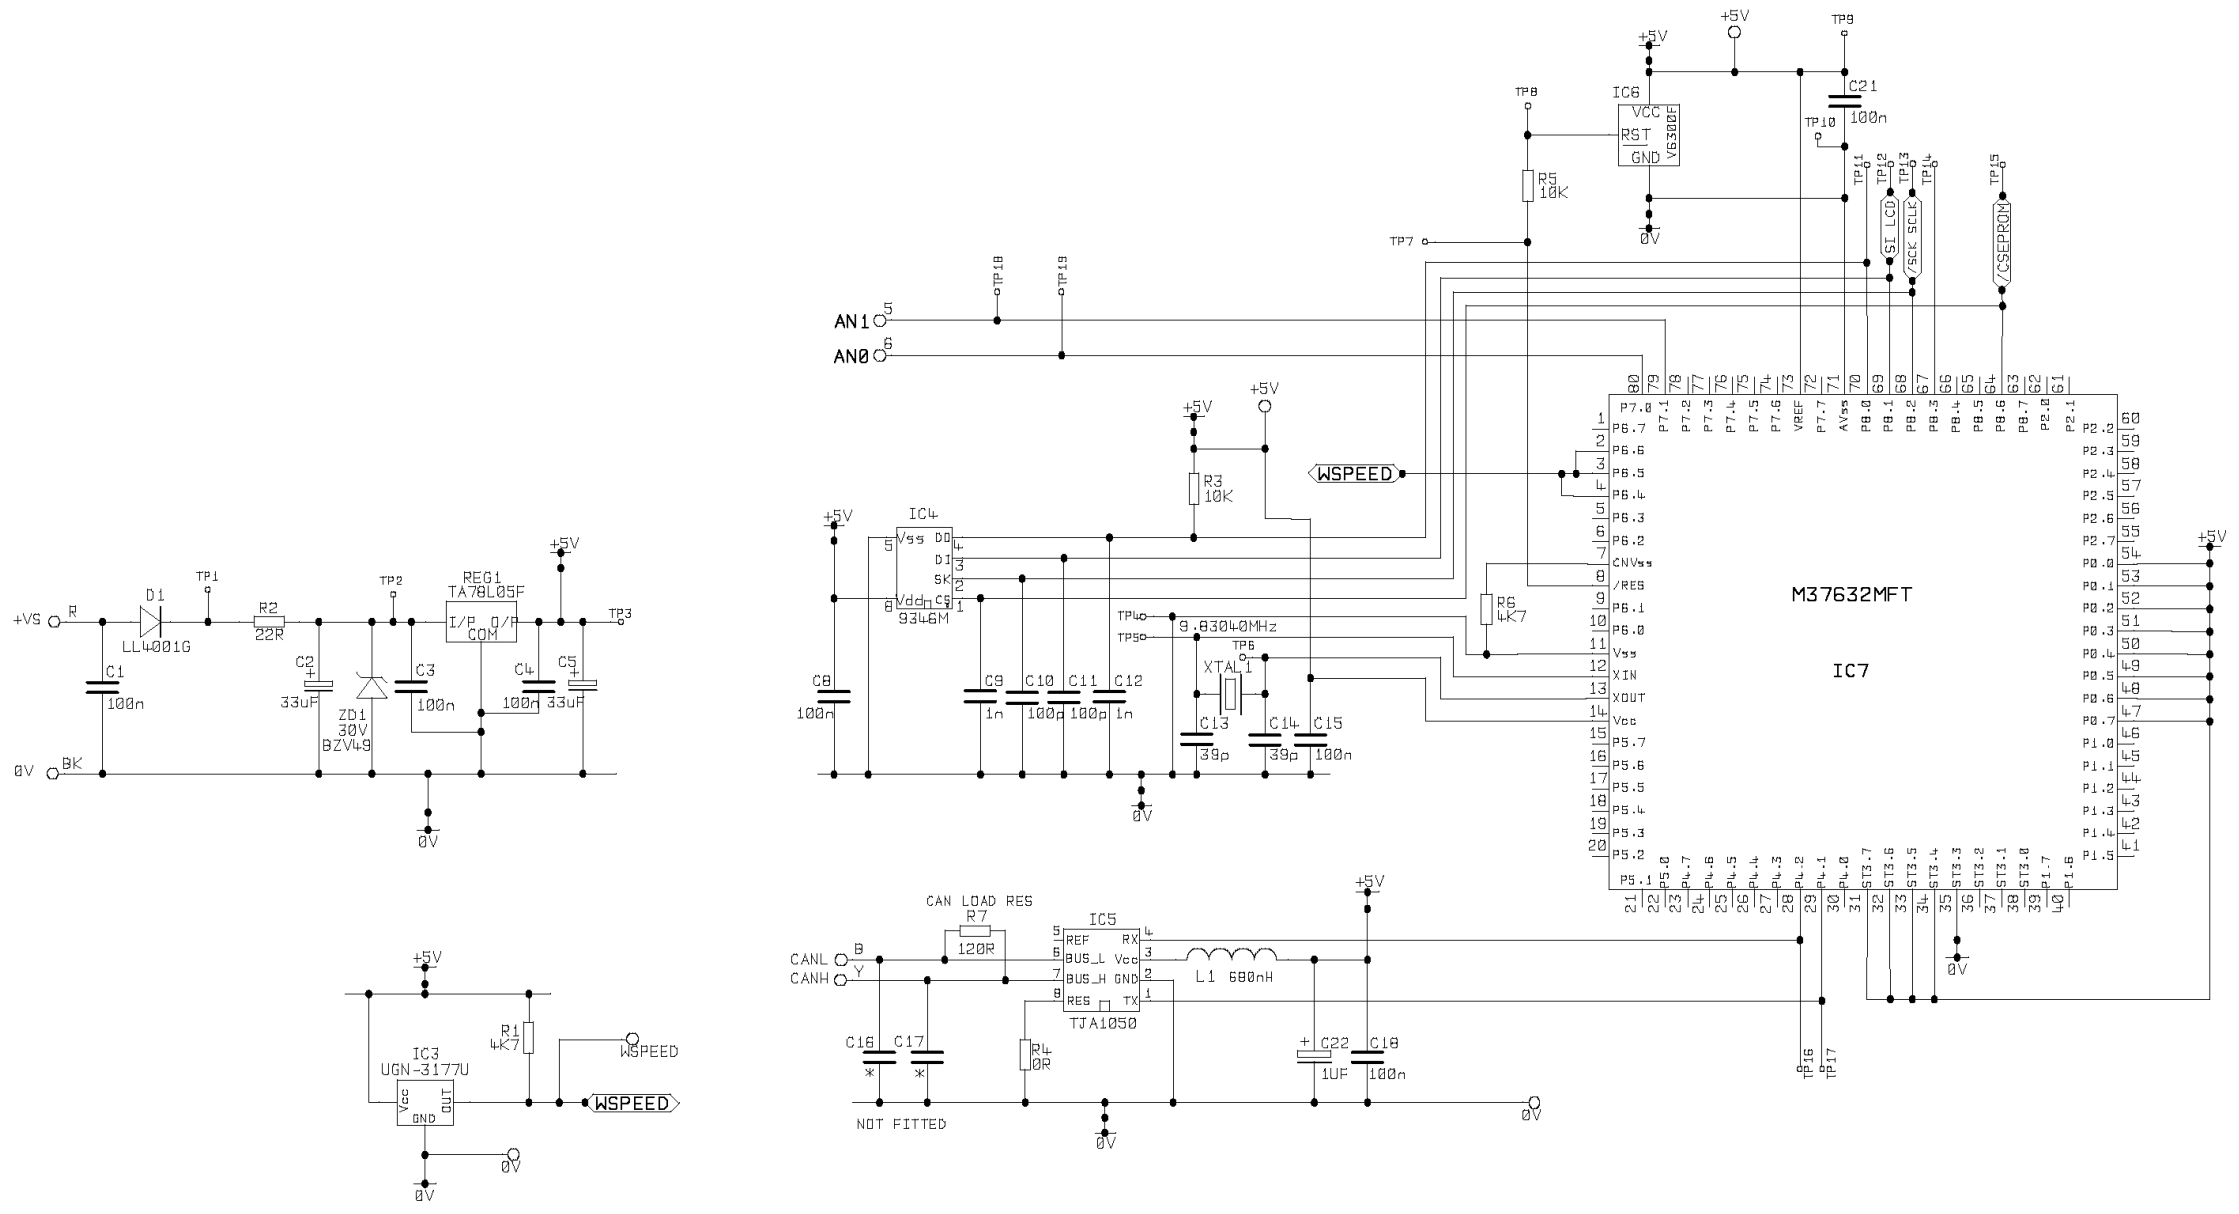 +5V
TP9
+5V
IC6
VCC
RST
GND
V6300F
C21
100n
TP10
TP8
R5
10K
0V
TP7
TP11
TP12
TP13
TP14
TP15
SI LCD
/SCK SCLK
/CSEPROM
TP18
TP19
AN1
5
AN0
6
80
79
78
77
76
75
74
73
72
71
70
69
68
67
66
65
64
63
62
61
P7.0
P7.1
P7.2
P7.3
P7.4
P7.5
P7.6
VREF
P7.7
AVss
P8.0
P8.1
P8.2
P8.3
P8.4
P8.5
P8.6
P8.7
P2.0
P2.1
1 P6.7
2 P6.6
3 P6.5
4 P6.4
5 P6.3
6 P6.2
7 CNVss
8 /RES
9 P6.1
10 P6.0
11 Vss
12 XIN
13 XOUT
14 Vcc
15 P5.7
16 P5.6
17 P5.5
18 P5.4
19 P5.3
20 P5.2
P5.1
60 P2.2
59 P2.3
58 P2.4
57 P2.5
56 P2.6
55 P2.7
54 P0.0
53 P0.1
52 P0.2
51 P0.3
50 P0.4
49 P0.5
48 P0.6
47 P0.7
46 P1.0
45 P1.1
44 P1.2
43 P1.3
42 P1.4
41 P1.5
M37632MFT
IC7
P5.0
P4.7
P4.6
P4.5
P4.4
P4.3
P4.2
P4.1
P4.0
ST3.7
ST3.6
ST3.5
ST3.4
ST3.3
ST3.2
ST3.1
ST3.0
P1.7
P1.6
21
22
23
24
25
26
27
28
29
30
31
32
33
34
35
36
37
38
39
40
0V
+5V
TP16
TP17
WSPEED
+5V
+5V
R3
10K
+5V
IC4
5 Vss
DO 4
DI 3
SK 2
8 Vdd
CS 1
9346M
TP4
TP5
9.83040MHz
TP6
XTAL1
R6
4K7
C8
100n
C9
1n
C10
100p
C11
100p
C12
1n
C13
39p
C14
39p
C15
100n
0V
+VS
R
D1
LL4001G
TP1
R2
22R
TP2
REG1
TA78L05F
I/P
O/P
COM
+5V
TP3
C1
100n
C2
+
33uF
ZD1
30V
BZV49
C3
100n
C4
100n
C5
+
33uF
0V
BK
0V
+5V
R1
4K7
IC3
UGN-3177U
Vcc
OUT
GND
WSPEED
WSPEED
0V
0V
CAN LOAD RES
R7
120R
CANL
B
CANH
Y
IC5
5 REF
6 BUS_L
7 BUS_H
8 RES
RX 4
Vcc 3
GND 2
TX 1
TJA1050
+5V
L1 680nH
C16
*
C17
*
R4
0R
C22
+
1UF
C18
100n
NOT FITTED
0V
0V